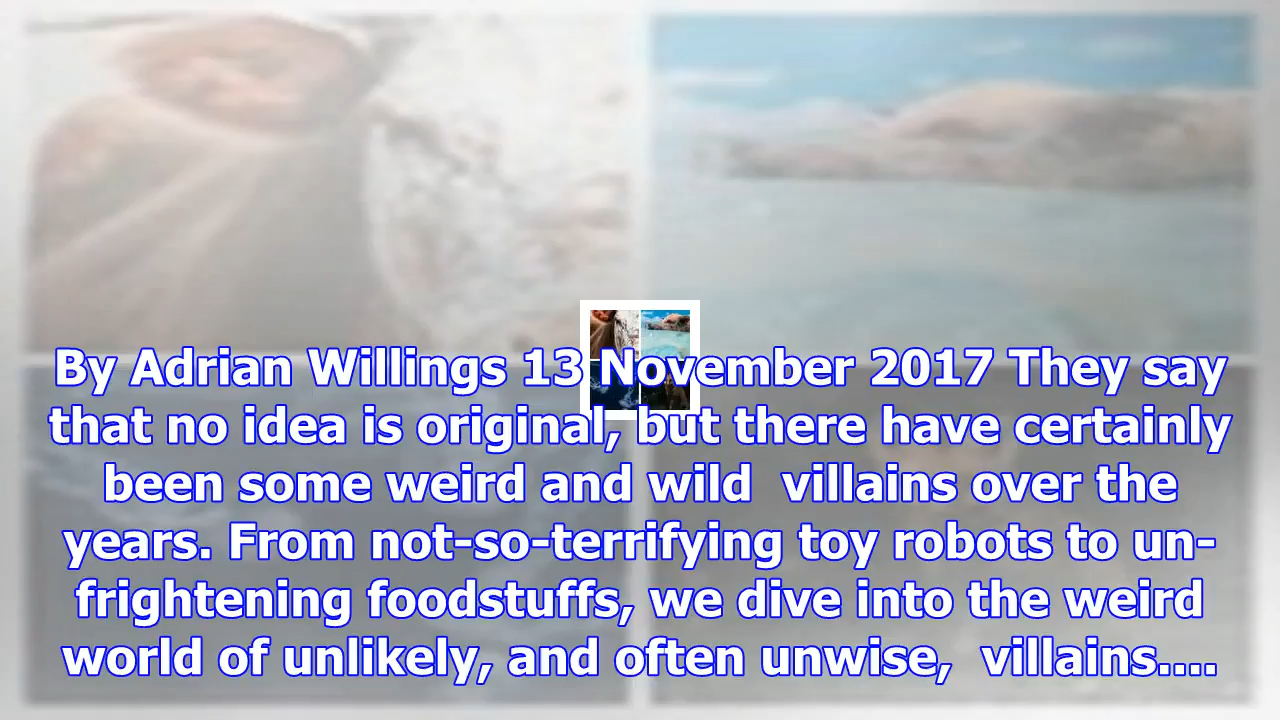 By Adrian Willings 13 November 2017 They say
that no idea is original, but there have certainly
been some weird and wild  villains over the
years. From not-so-terrifying toy robots to un-
frightening foodstuffs, we dive into the weird
world of unlikely, and often unwise,  villains....